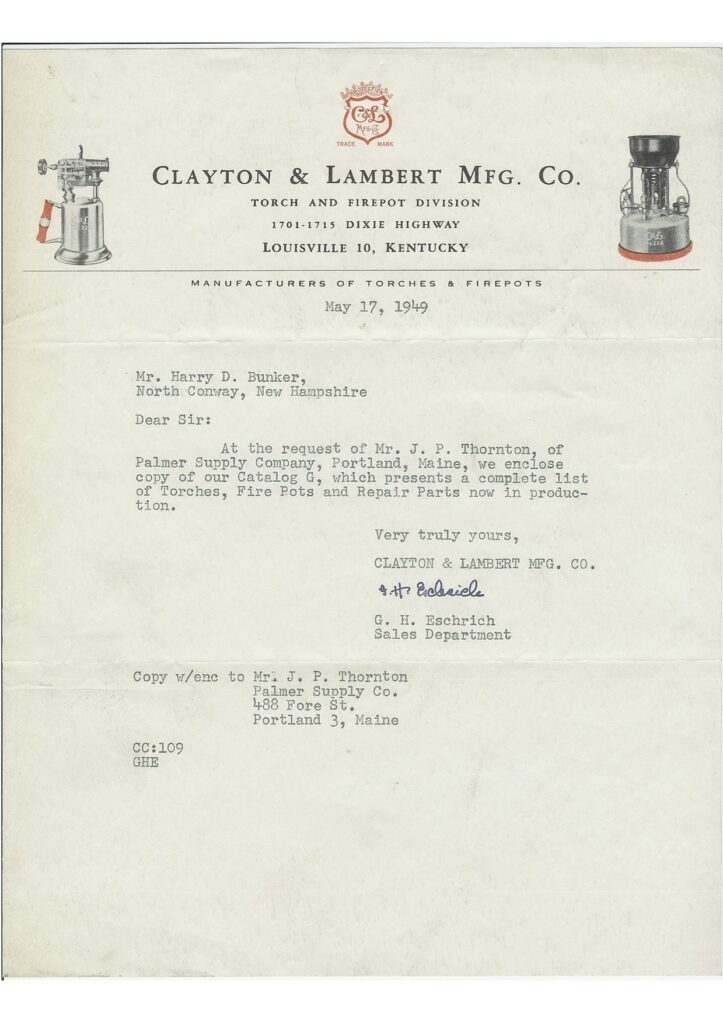 PROTECTION
C&L
MFG. CO.
TRADE MARK
CLAYTON & LAMBERT MFG. CO.
TORCH AND FIREPOT DIVISION
1701-1715 DIXIE HIGHWAY
LOUISVILLE 10, KENTUCKY
C&L
MANUFACTURERS OF TORCHES & FIREPOTS
May 17, 1949
Mr. Harry D. Bunker,
North Conway, New Hampshire
Dear Sir:
At the request of Mr. J. P. Thornton, of
Palmer Supply Company, Portland, Maine, we enclose
copy of our Catalog G, which presents a complete list
of Torches, Fire Pots and Repair Parts now in produc-
tion.
Very truly yours,
CLAYTON & LAMBERT MFG. CO.
G. H. Eschrich
G. H. Eschrich
Sales Department
Copy w/enc to Mr. J. P. Thornton
Palmer Supply Co.
488 Fore St.
Portland 3, Maine
CC:109
GHE